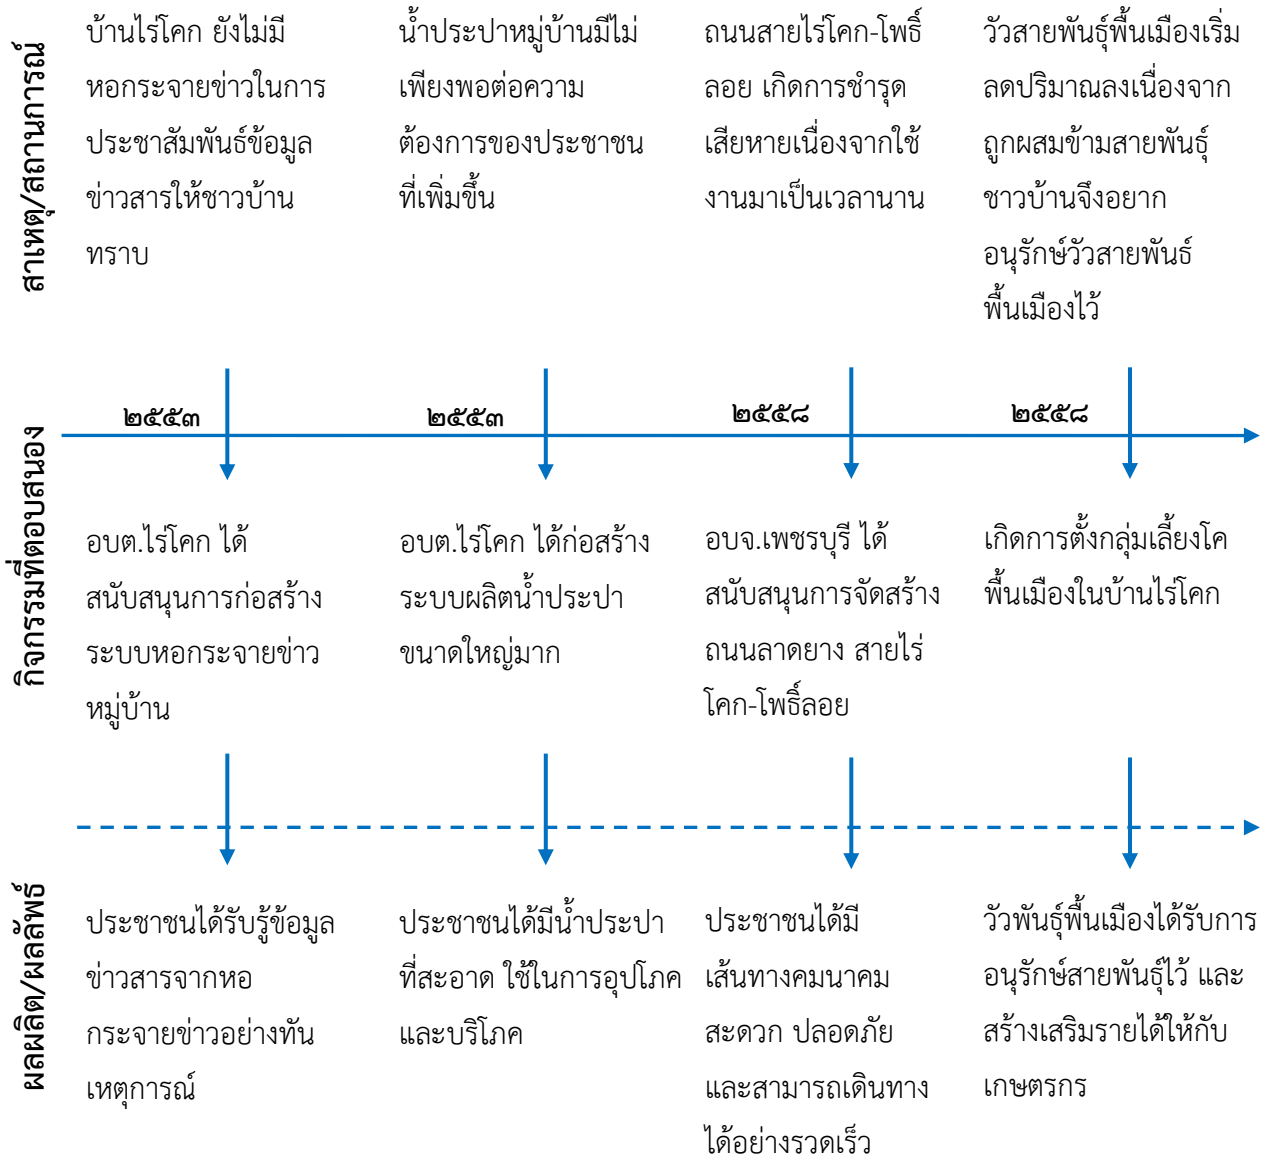 สาเหตุ/สถานการณ์
บ้านไร่โคก ยังไม่มี
หอกระจายข่าวในการ
ประชาสัมพันธ์ข้อมูล
ข่าวสารให้ชาวบ้าน
ทราบ
น้ำประปาหมู่บ้านมีไม่
เพียงพอต่อความ
ต้องการของประชาชน
ที่เพิ่มขึ้น
ถนนสายไร่โคก-โพธิ์
ลอย เกิดการชำรุด
เสียหายเนื่องจากใช้
งานมาเป็นเวลานาน
วัวสายพันธุ์พื้นเมืองเริ่ม
ลดปริมาณลงเนื่องจาก
ถูกผสมข้ามสายพันธุ์
ชาวบ้านจึงอยาก
อนุรักษ์วัวสายพันธ์
พื้นเมืองไว้
๒๕๕๓
๒๕๕๓
๒๕๕๘
๒๕๕๘
กิจกรรมที่ตอบสนอง
อบต.ไร่โคก ได้
สนับสนุนการก่อสร้าง
ระบบหอกระจายข่าว
หมู่บ้าน
อบต.ไร่โคก ได้ก่อสร้าง
ระบบผลิตน้ำประปา
ขนาดใหญ่มาก
อบจ.เพชรบุรี ได้
สนับสนุนการจัดสร้าง
ถนนลาดยาง สายไร่
โคก-โพธิ์ลอย
เกิดการตั้งกลุ่มเลี้ยงโค
พื้นเมืองในบ้านไร่โคก
ผลผลิต/ผลลัพธ์
ประชาชนได้รับรู้ข้อมูล
ข่าวสารจากหอ
กระจายข่าวอย่างทัน
เหตุการณ์
ประชาชนได้มีน้ำประปา
ที่สะอาด ใช้ในการอุปโภค
และบริโภค
ประชาชนได้มี
เส้นทางคมนาคม
สะดวก ปลอดภัย
และสามารถเดินทาง
ได้อย่างรวดเร็ว
วัวพันธุ์พื้นเมืองได้รับการ
อนุรักษ์สายพันธุ์ไว้ และ
สร้างเสริมรายได้ให้กับ
เกษตรกร